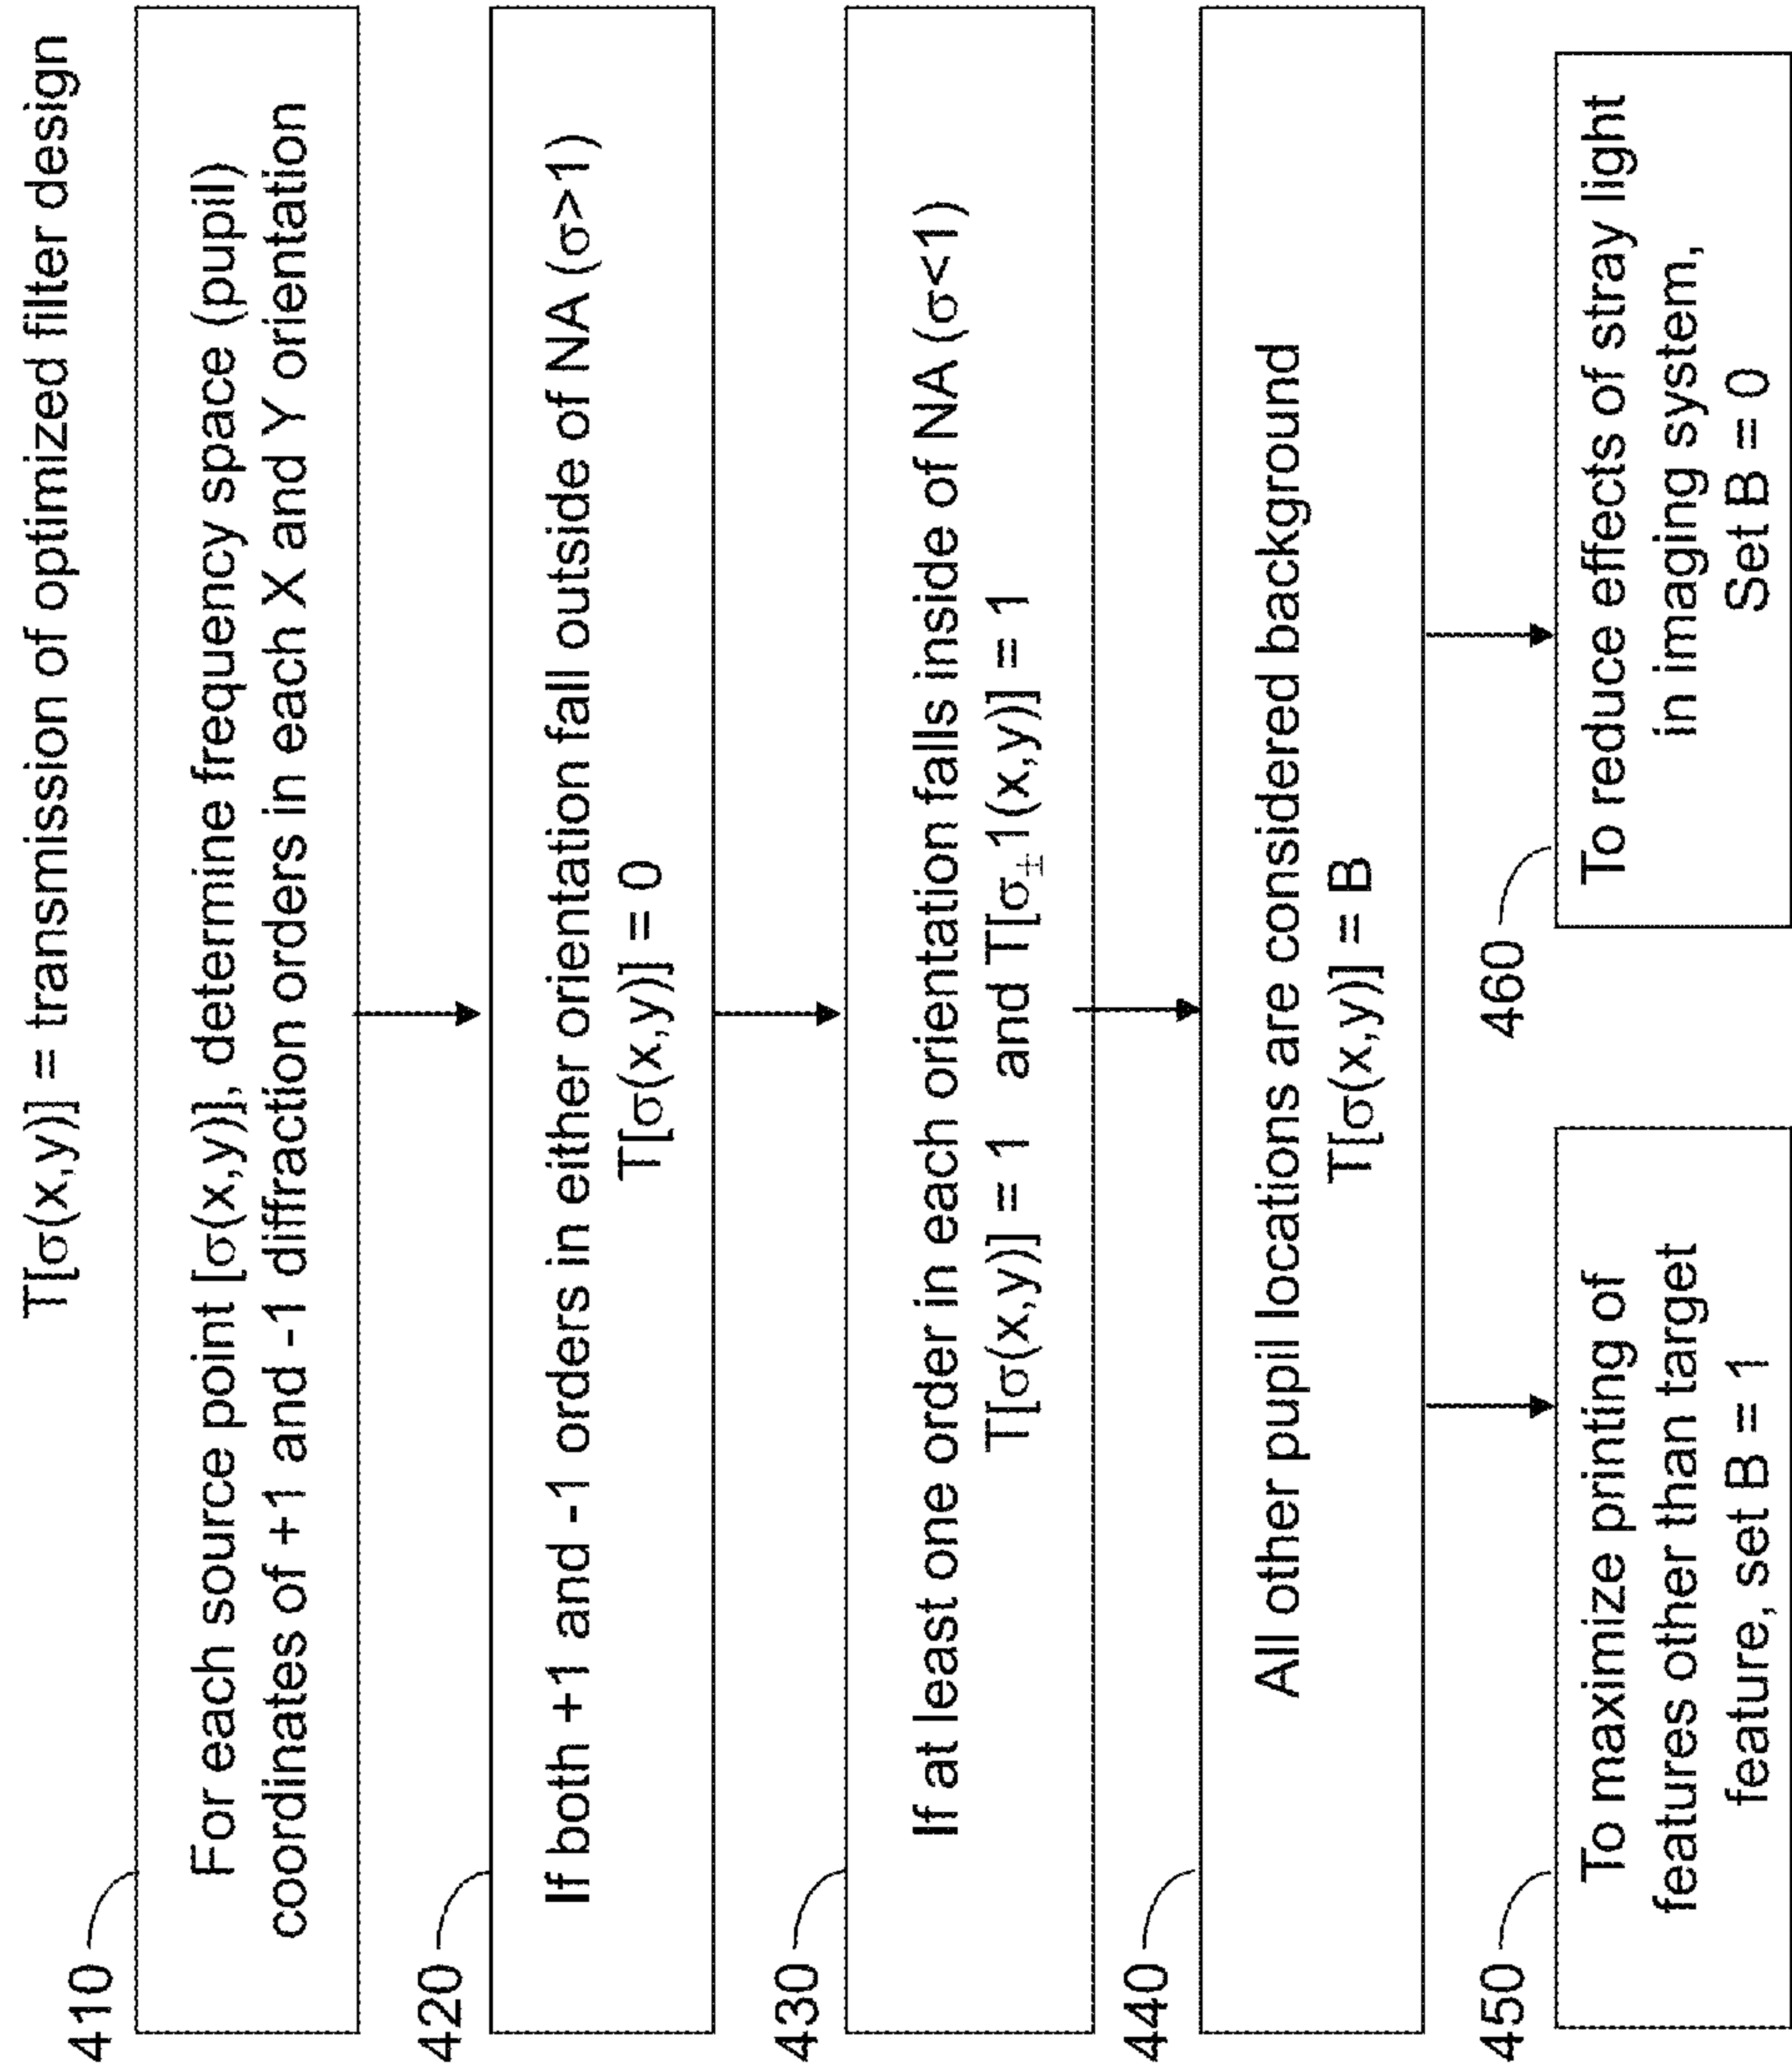 T[σ(x,y)] = transmission of optimized filter design
410
For each source point [σ(x,y)], determine frequency space (pupil)
coordinates of +1 and -1 diffraction orders in each X and Y orientation
420
If both +1 and -1 orders in either orientation fall outside of NA (σ>1)
T[σ(x,y)] = 0
430
If at least one order in each orientation falls inside of NA (σ<1)
T[σ(x,y)] = 1 and T[σ±1(x,y)] = 1
440
All other pupil locations are considered background
T[σ(x,y)] = B
450
To maximize printing of
features other than target
feature, set B = 1
460
To reduce effects of stray light
in imaging system,
Set B = 0